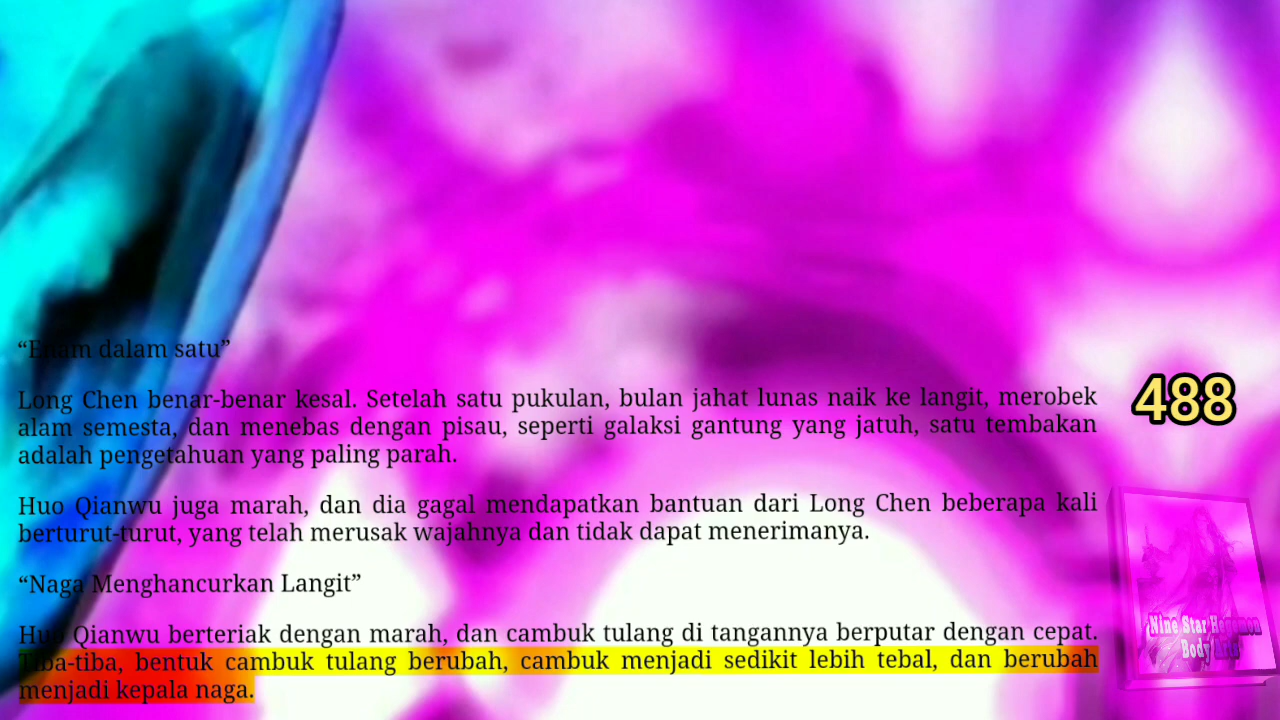 “Enam dalam satu”
Long Chen benar-benar kesal. Setelah satu pukulan, bulan jahat lunas naik ke langit, merobek
alam semesta, dan menebas dengan pisau, seperti galaksi gantung yang jatuh, satu tembakan
adalah pengetahuan yang paling parah.
Huo Qianwu juga marah, dan dia gagal mendapatkan bantuan dari Long Chen beberapa kali
berturut-turut, yang telah merusak wajahnya dan tidak dapat menerimanya.
“Naga Menghancurkan Langit”
Huo Qianwu berteriak dengan marah, dan cambuk tulang di tangannya berputar dengan cepat.
Tiba-tiba, bentuk cambuk tulang berubah, cambuk menjadi sedikit lebih tebal, dan berubah
menjadi kepala naga.
488
Nine Star Hegemon
Body Arts